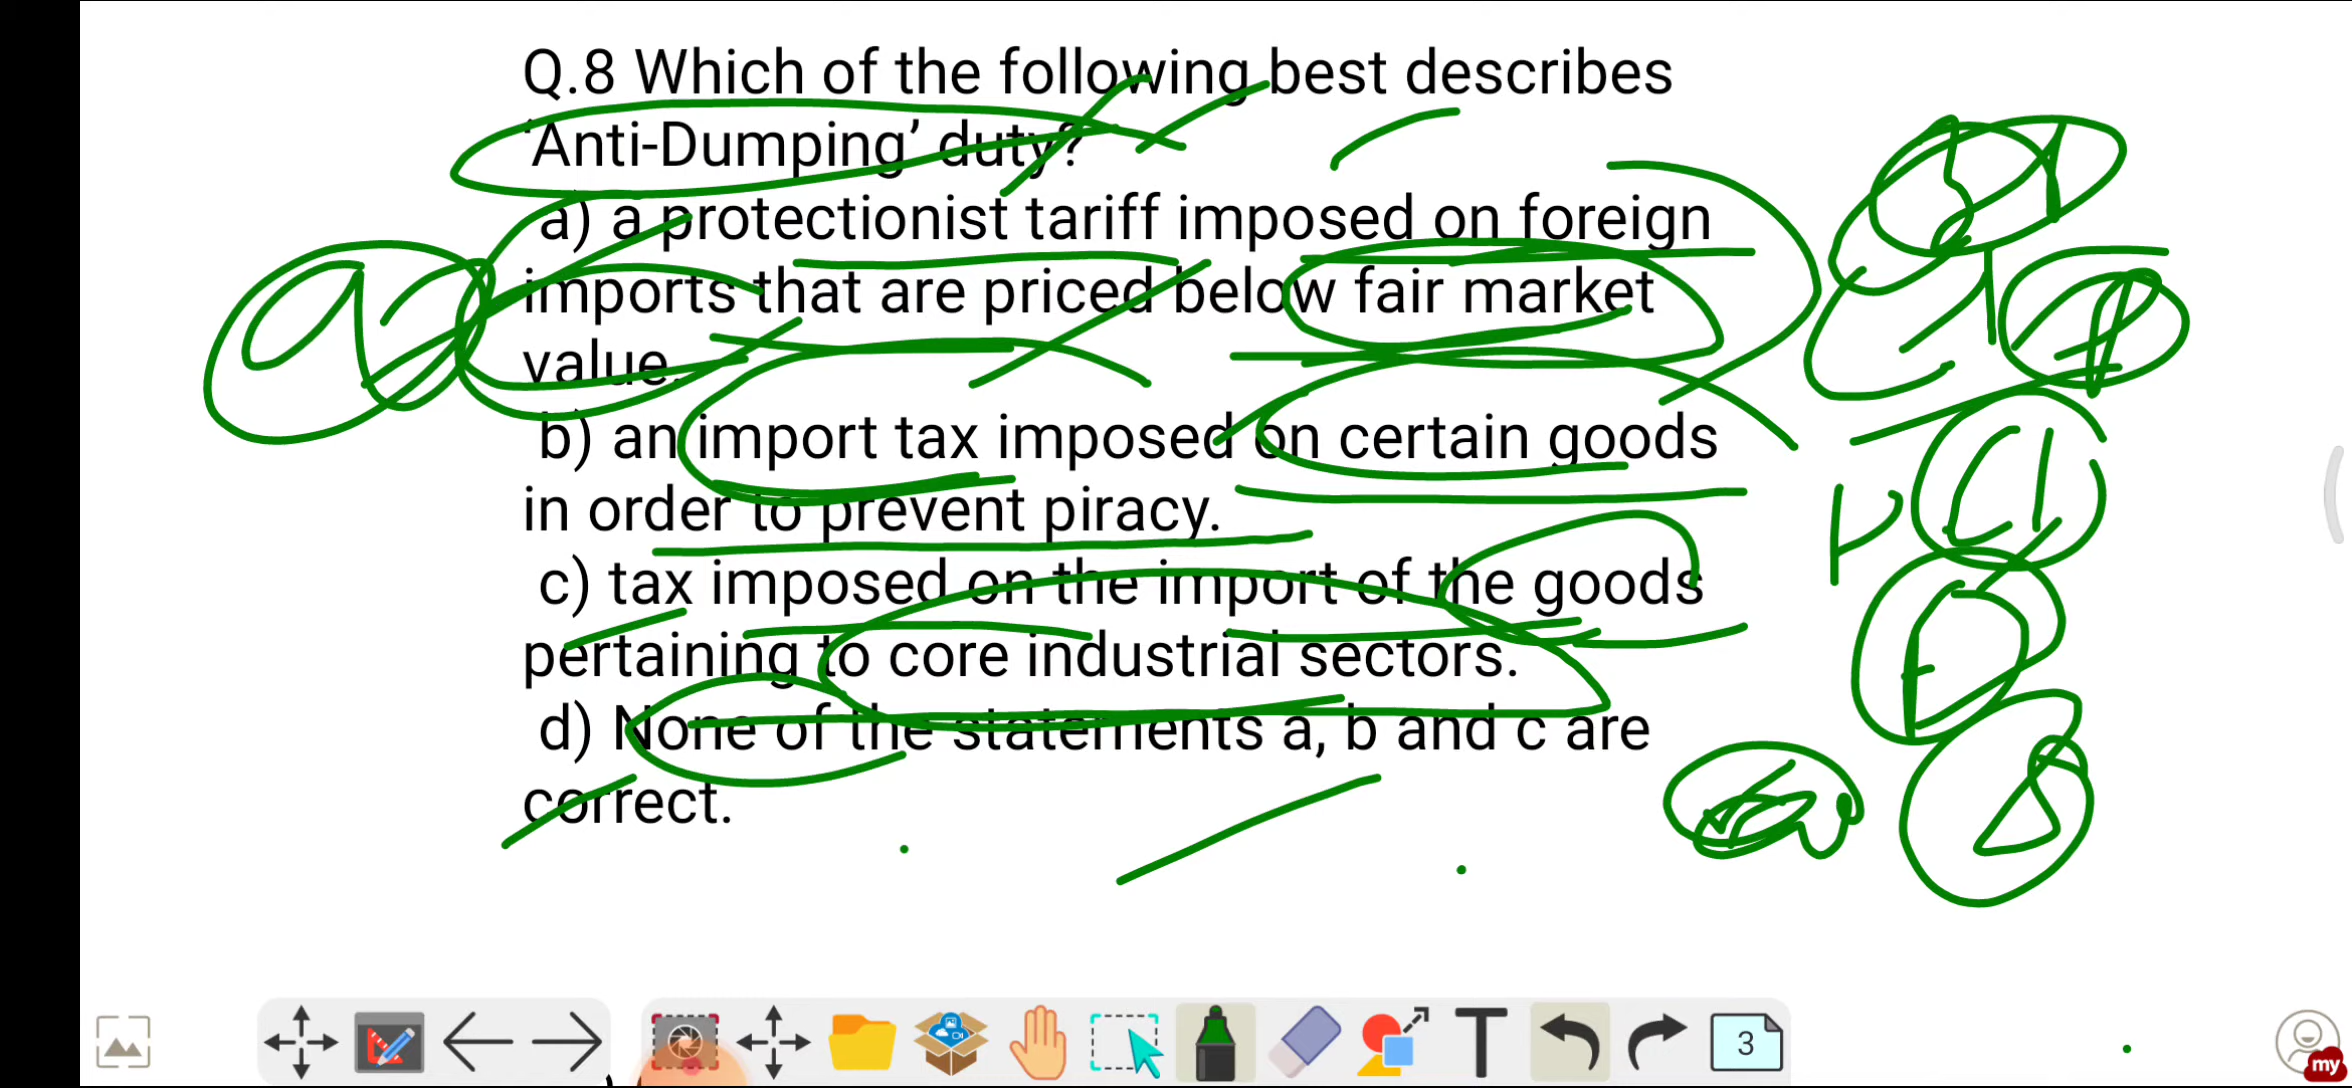 Q.8 Which of the following best describes
‘Anti-Dumping’ duty?
a) a protectionist tariff imposed on foreign
imports that are priced below fair market
value.
b) an import tax imposed on certain goods
in order to prevent piracy.
c) tax imposed on the import of the goods
pertaining to core industrial sectors.
d) None of the statements a, b and c are
correct.
T
3
my